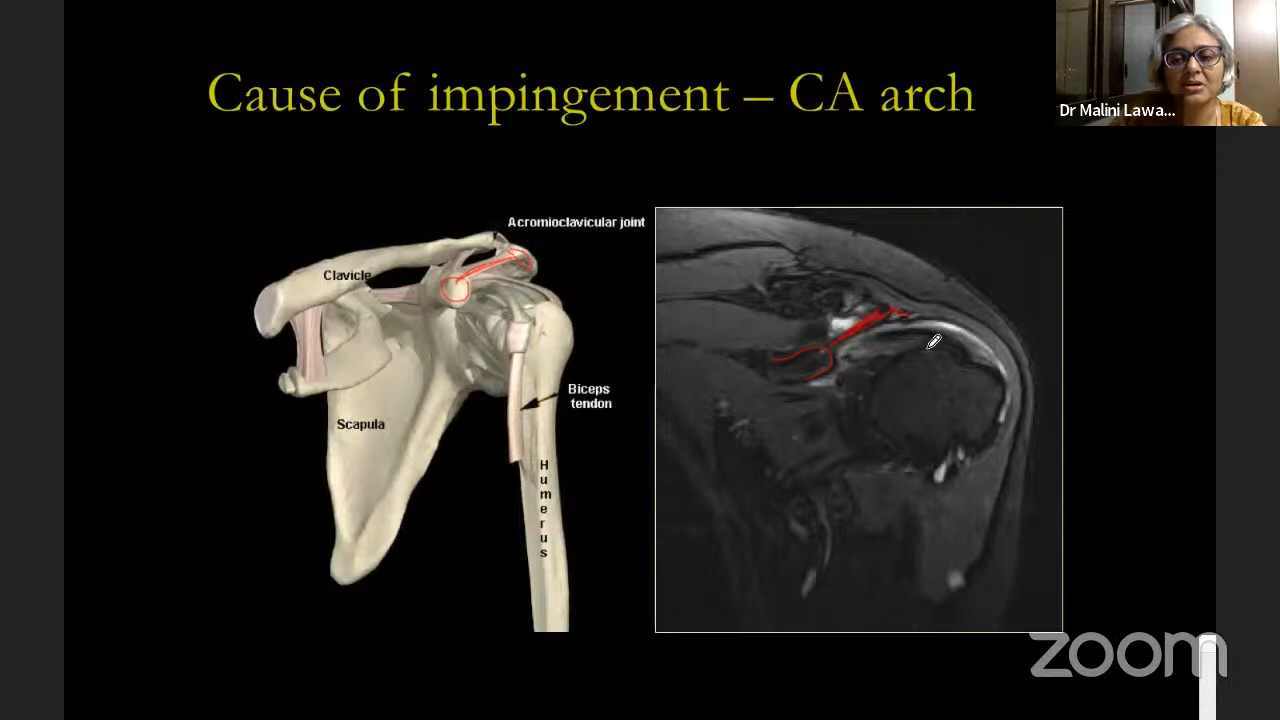 Cause of impingement – CA arch
Dr Malini Lawa...
Acromioclavicular joint
Clavicle
Biceps
tendon
Scapula
H
u
m
e
r
u
s
zoom